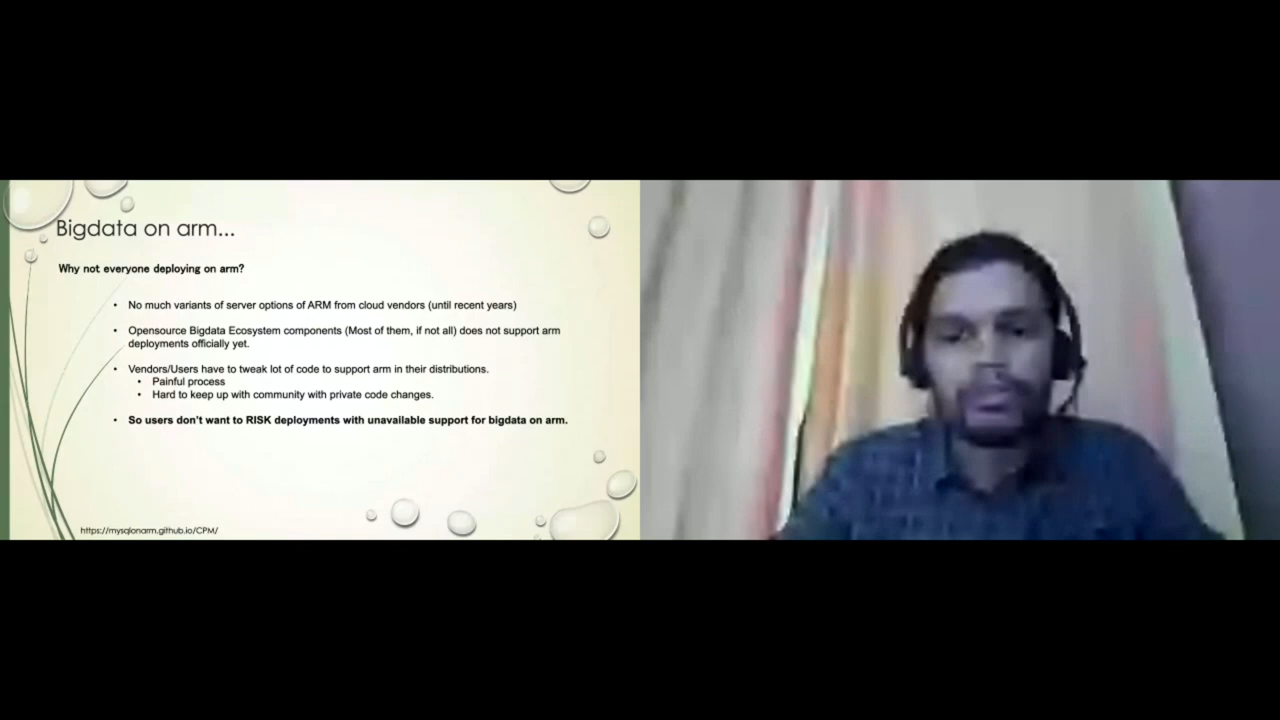 Bigdata on arm...
Why not everyone deploying on arm?
• No much variants of server options of ARM from cloud vendors (until recent years)
• Opensource Bigdata Ecosystem components (Most of them, if not all) does not support arm
deployments officially yet.
• Vendors/Users have to tweak lot of code to support arm in their distributions.
• Painful process
• Hard to keep up with community with private code changes.
• So users don't want to RISK deployments with unavailable support for bigdata on arm.
https://mysqlonarm.github.io/CPM/